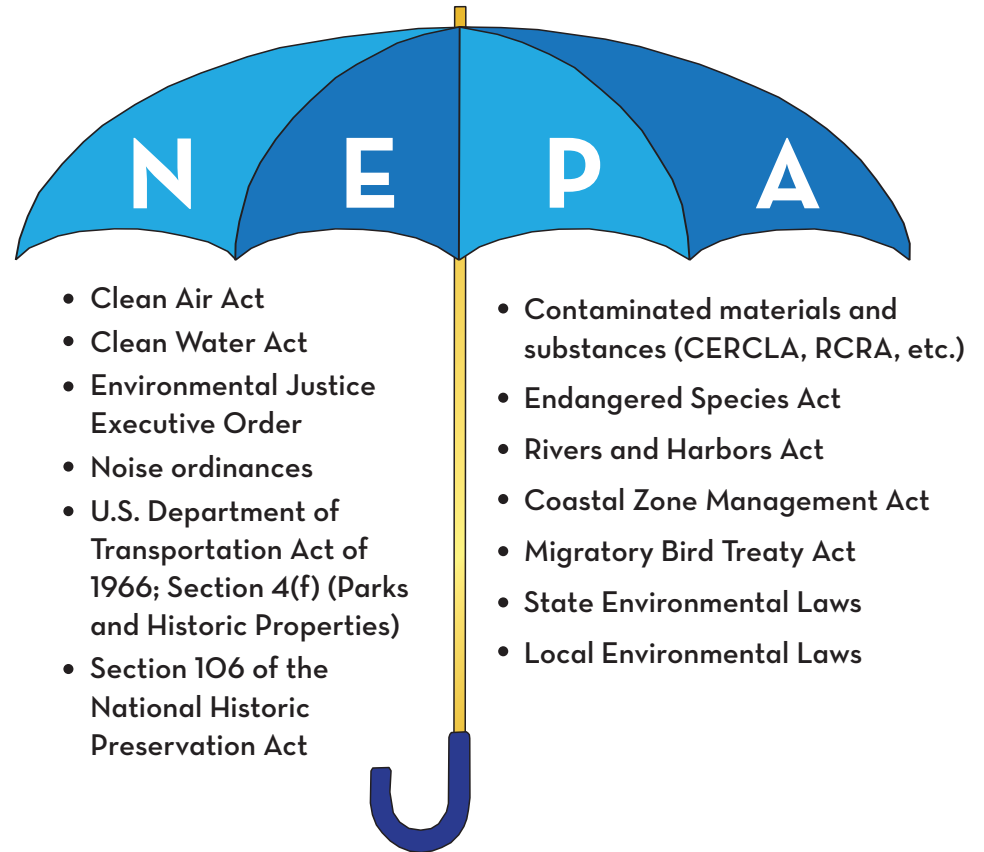 N E P A
• Clean Air Act
• Clean Water Act
• Environmental Justice
Executive Order
• Noise ordinances
• U.S. Department of
Transportation Act of
1966; Section 4(f) (Parks
and Historic Properties)
• Section 106 of the
National Historic
Preservation Act
• Contaminated materials and
substances (CERCLA, RCRA, etc.)
• Endangered Species Act
• Rivers and Harbors Act
• Coastal Zone Management Act
• Migratory Bird Treaty Act
• State Environmental Laws
• Local Environmental Laws